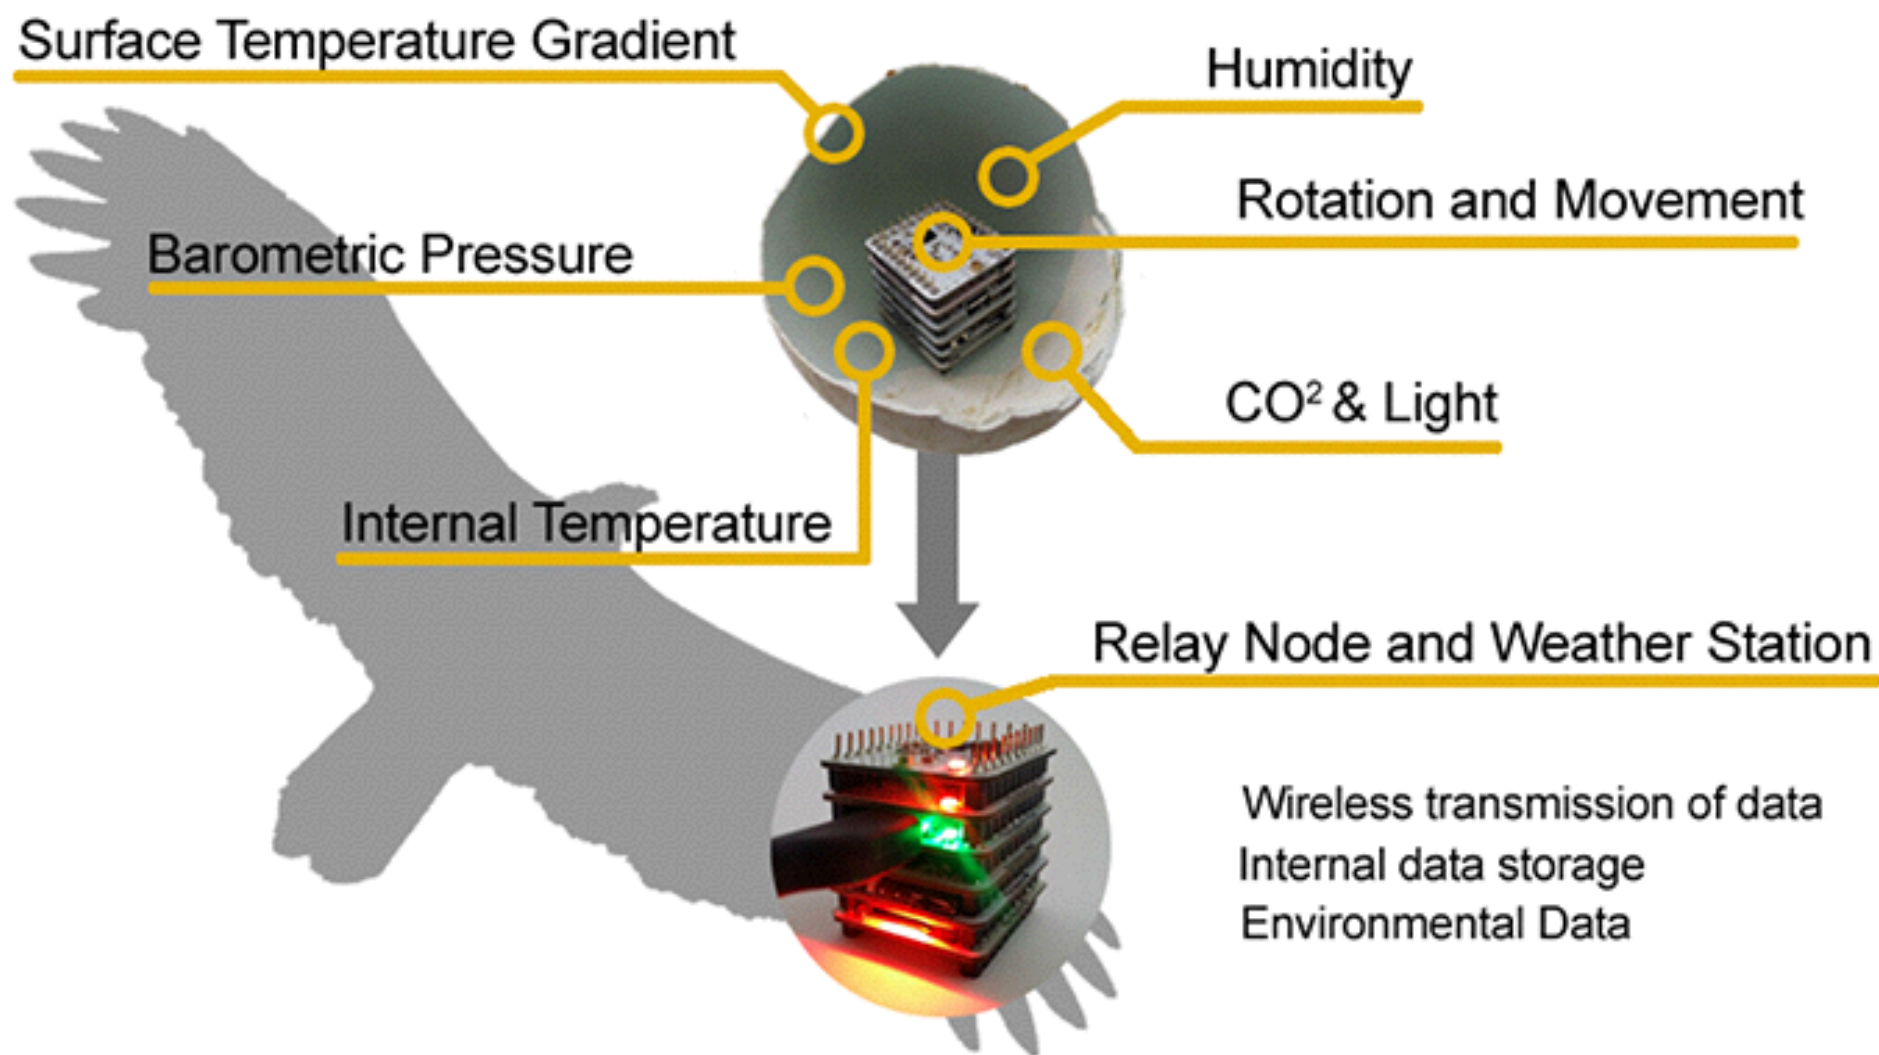 Surface Temperature Gradient
Humidity
Rotation and Movement
Barometric Pressure
CO² & Light
Internal Temperature
Relay Node and Weather Station
Wireless transmission of data
Internal data storage
Environmental Data